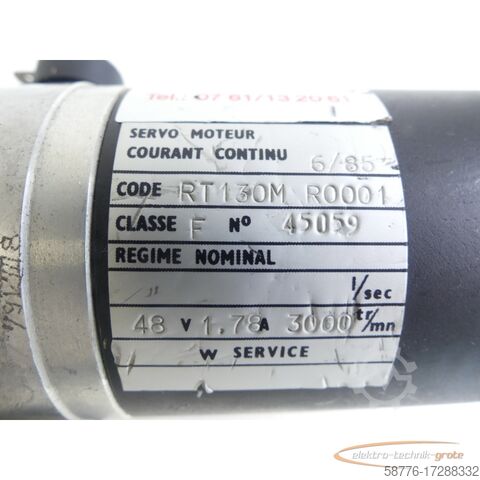 Tel.: 07 61/13 20 61
SERVO MOTEUR
COURANT CONTINU 6/85
CODE RT130M R0001
CLASSE F Nº 45059
REGIME NOMINAL
1/sec
48 V 1.78 A 3000 tr/mn
W SERVICE
elektro-technik-grote
58776-17288332